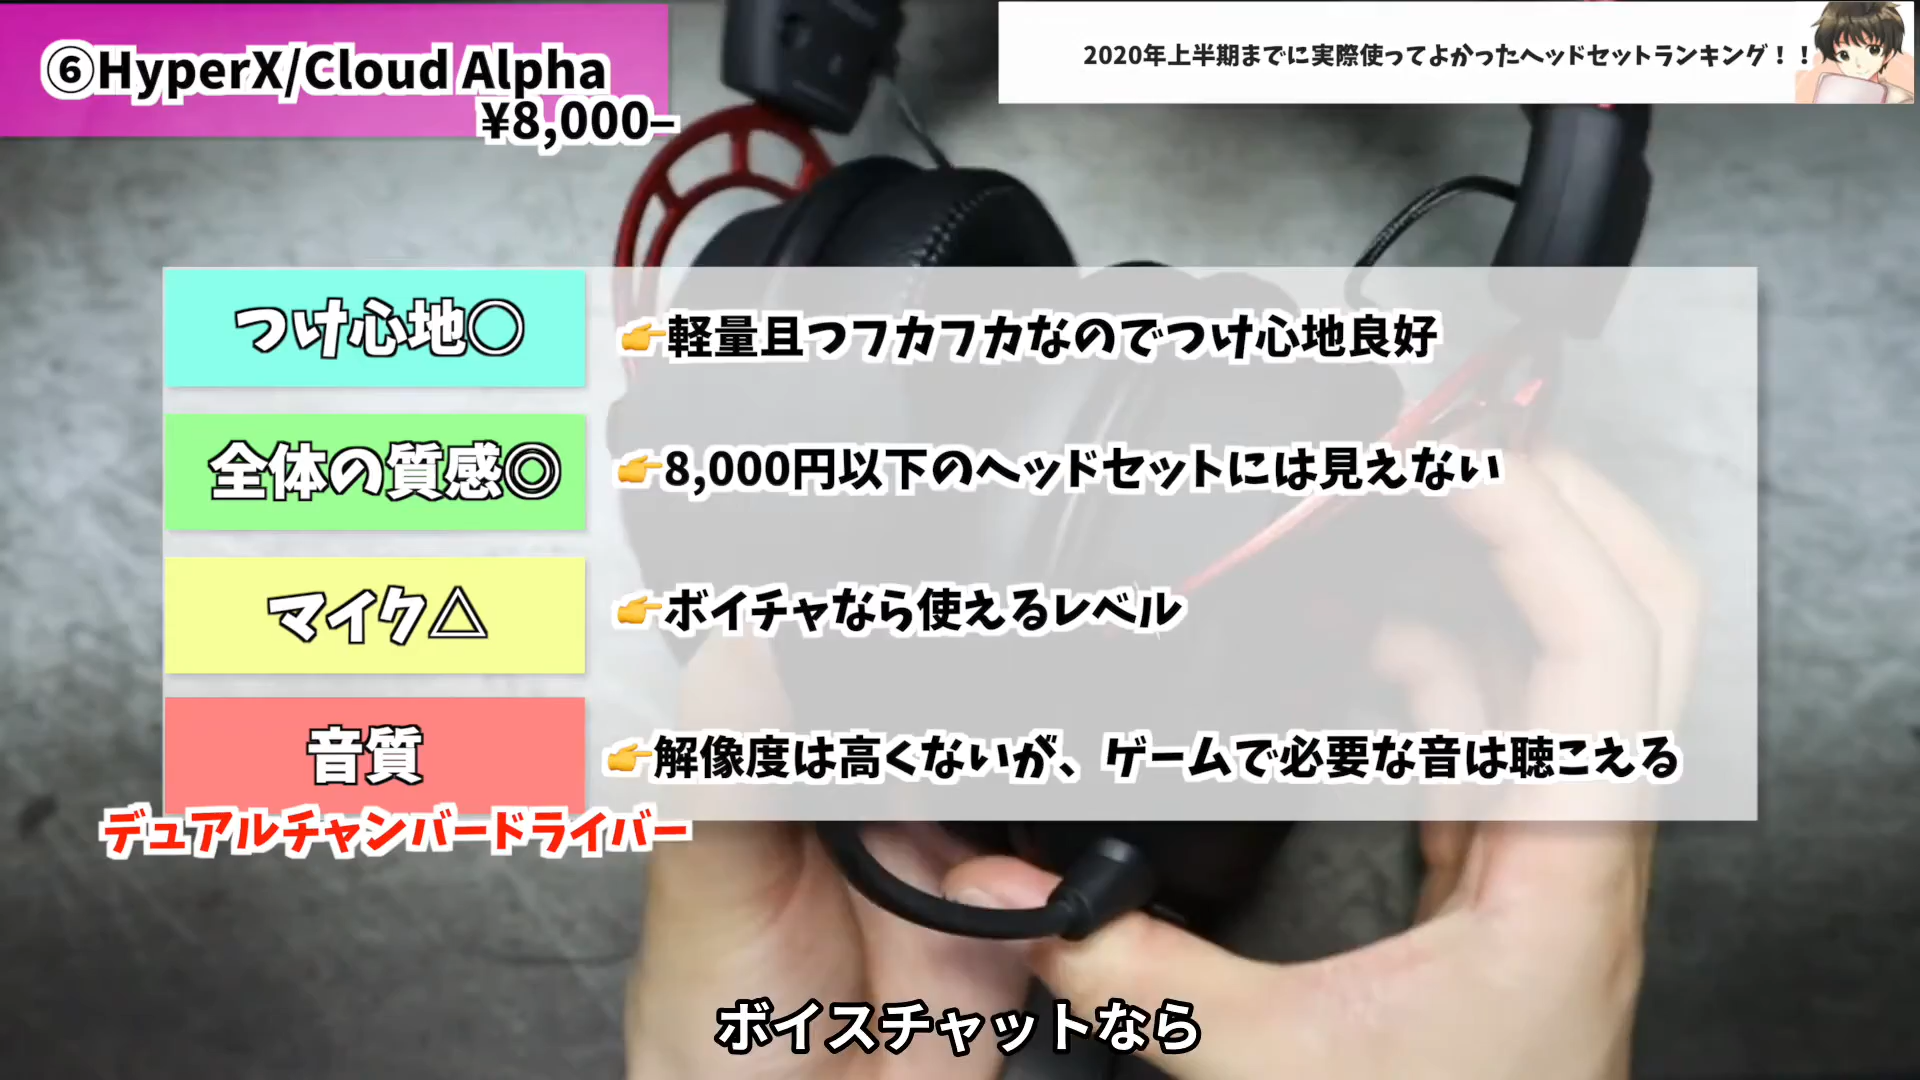 ⑥HyperX/Cloud Alpha
¥8,000−
2020年上半期までに実際使ってよかったヘッドセットランキング！！
つけ心地○
👉軽量且つフカフカなのでつけ心地良好
全体の質感◎
👉8,000円以下のヘッドセットには見えない
マイク△
👉ボイチャなら使えるレベル
音質
👉解像度は高くないが、ゲームで必要な音は聴こえる
デュアルチャンバードライバー
ボイスチャットなら